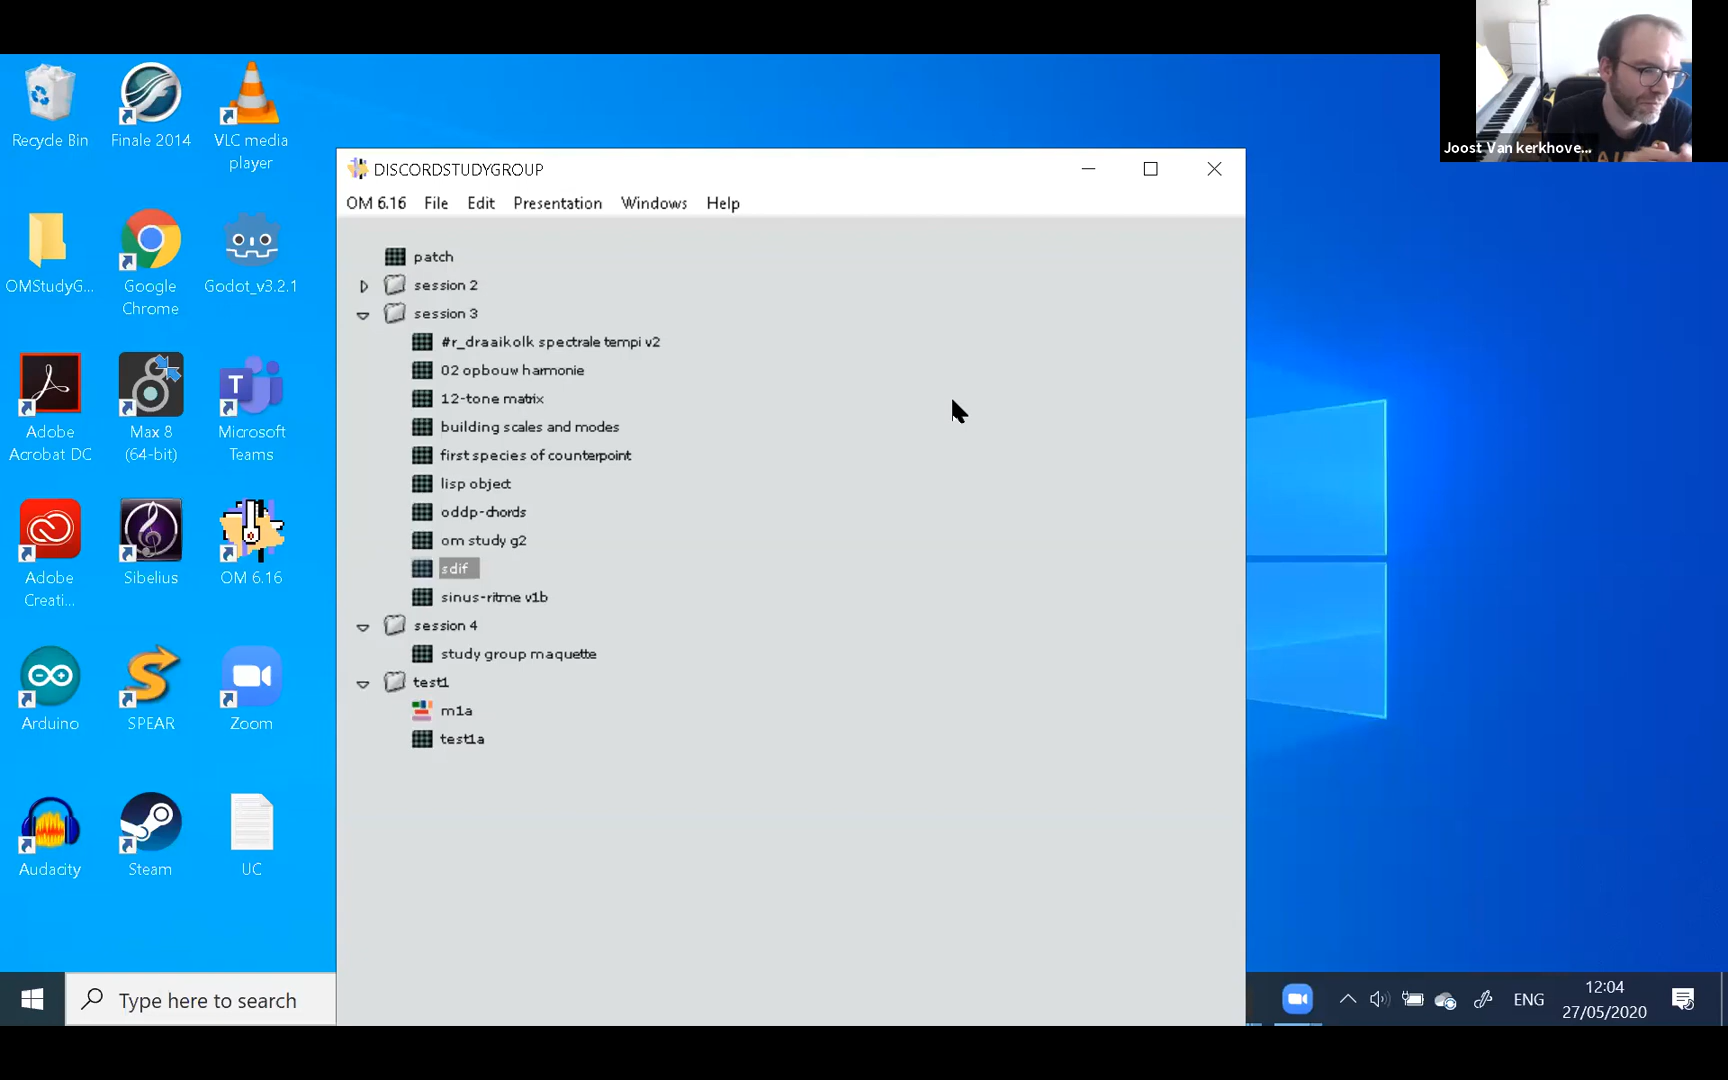 Recycle Bin
Finale 2014
VLC media
player
OMStudyG...
Google
Chrome
Godot_v3.2.1
Adobe
Acrobat DC
Max 8
(64-bit)
Microsoft
Teams
Adobe
Creati...
Sibelius
OM 6.16
Arduino
SPEAR
Zoom
Audacity
Steam
UC
DISCORDSTUDYGROUP
OM 6.16 File Edit Presentation Windows Help
patch
session 2
session 3
#r_draaikolk spectrale tempi v2
02 opbouw harmonie
12-tone matrix
building scales and modes
first species of counterpoint
lisp object
oddp-chords
om study g2
sdif
sinus-ritme v1b
session 4
study group maquette
test1
m1a
test1a
Joost Van kerkhove...
Type here to search
ENG
12:04
27/05/2020